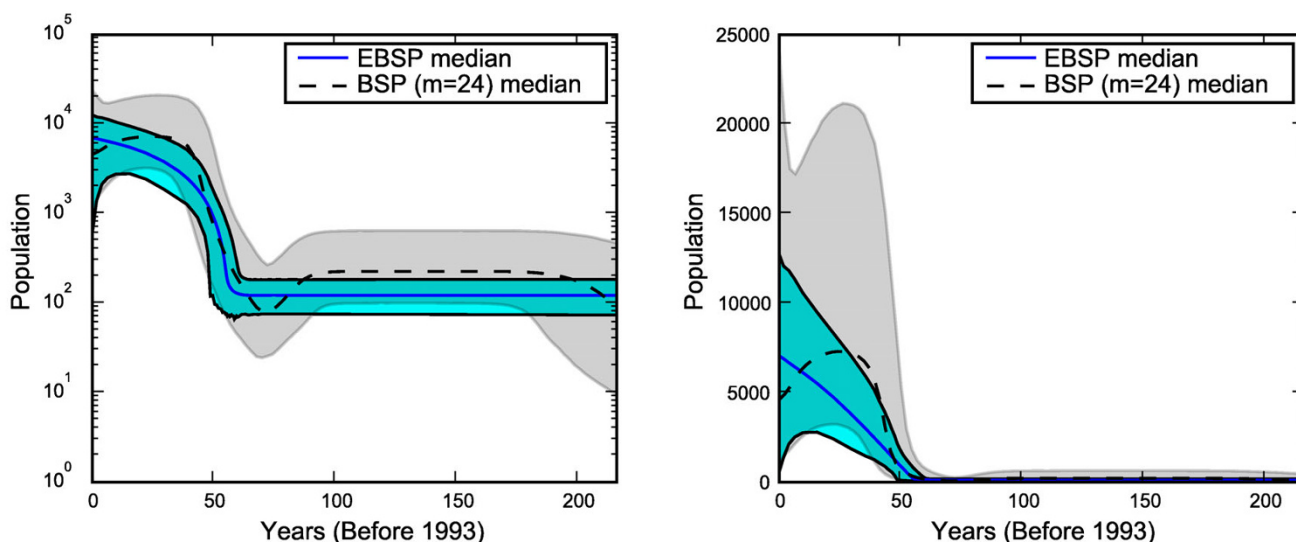 10^5
10^4
10^3
10^2
10^1
10^0
Population
EBSP median
BSP (m=24) median
0
50
100
150
200
Years (Before 1993)
25000
20000
15000
10000
5000
0
Population
EBSP median
BSP (m=24) median
0
50
100
150
200
Years (Before 1993)